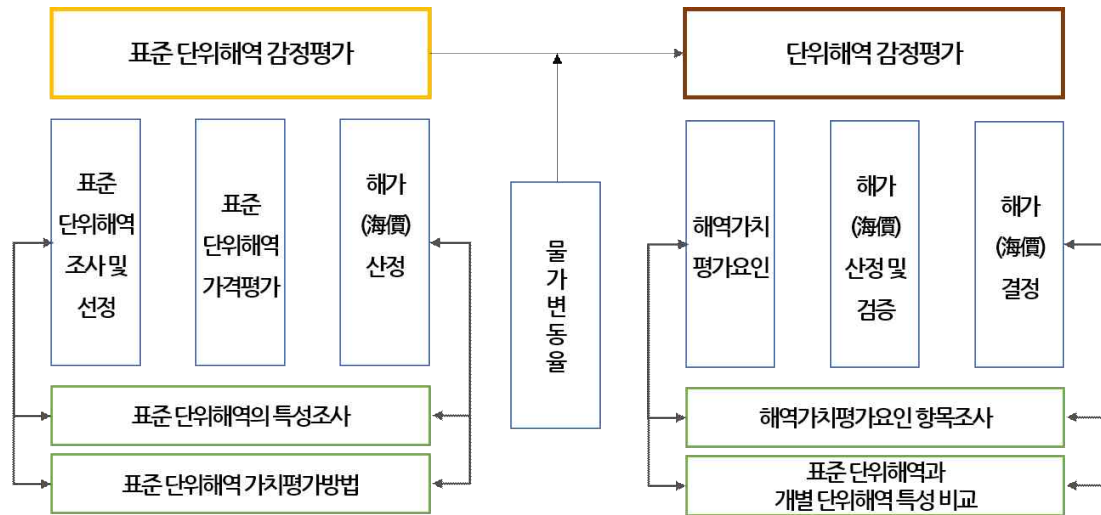 표준 단위해역 감정평가
단위해역 감정평가
표준
단위해역
조사 및
선정
표준
단위해역
가격평가
해가
(海價)
산정
물
가
변
동
율
해역가치
평가요인
해가
(海價)
산정 및
검증
해가
(海價)
결정
표준 단위해역의 특성조사
표준 단위해역 가치평가방법
해역가치평가요인 항목조사
표준 단위해역과
개별 단위해역 특성 비교